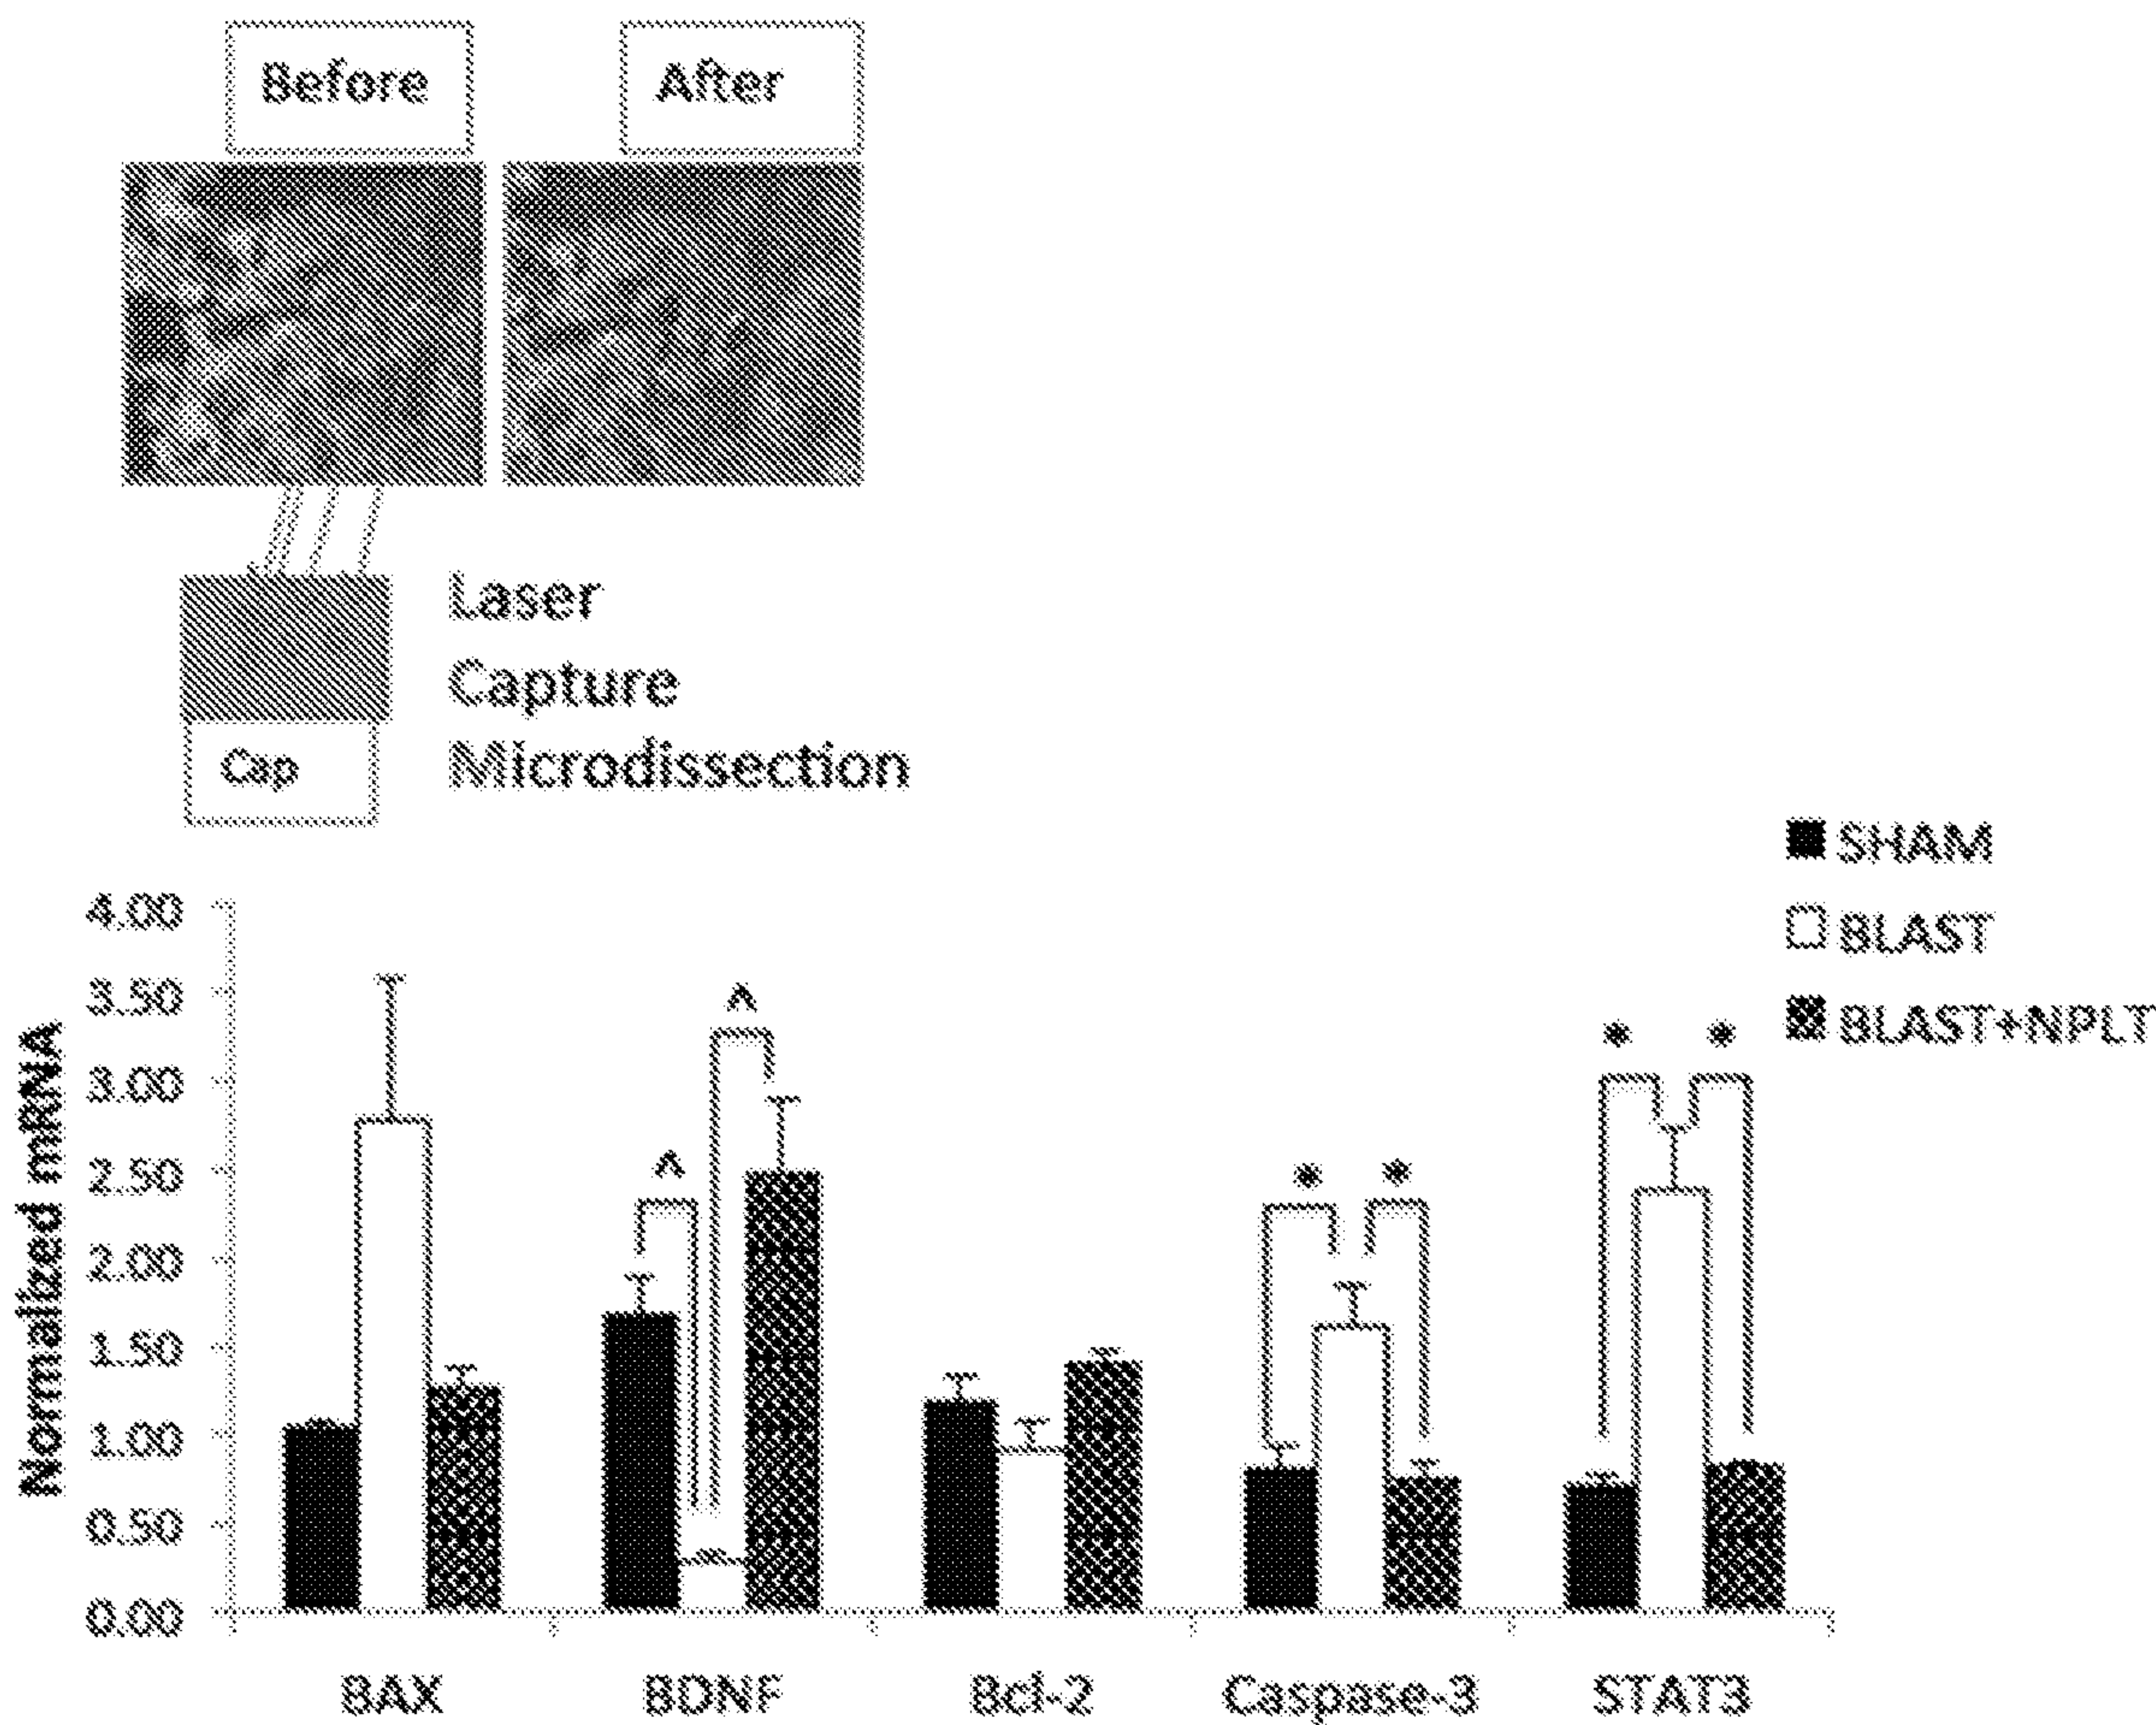 Before
After
Laser
Capture
Microdissection
Cap
SHAM
BLAST
BLAST+NPLT
Normalized mRNA
4.00
3.50
3.00
2.50
2.00
1.50
1.00
0.50
0.00
^
^
* *
* *
BAX BDNF Bcl-2 Caspase-3 STAT3